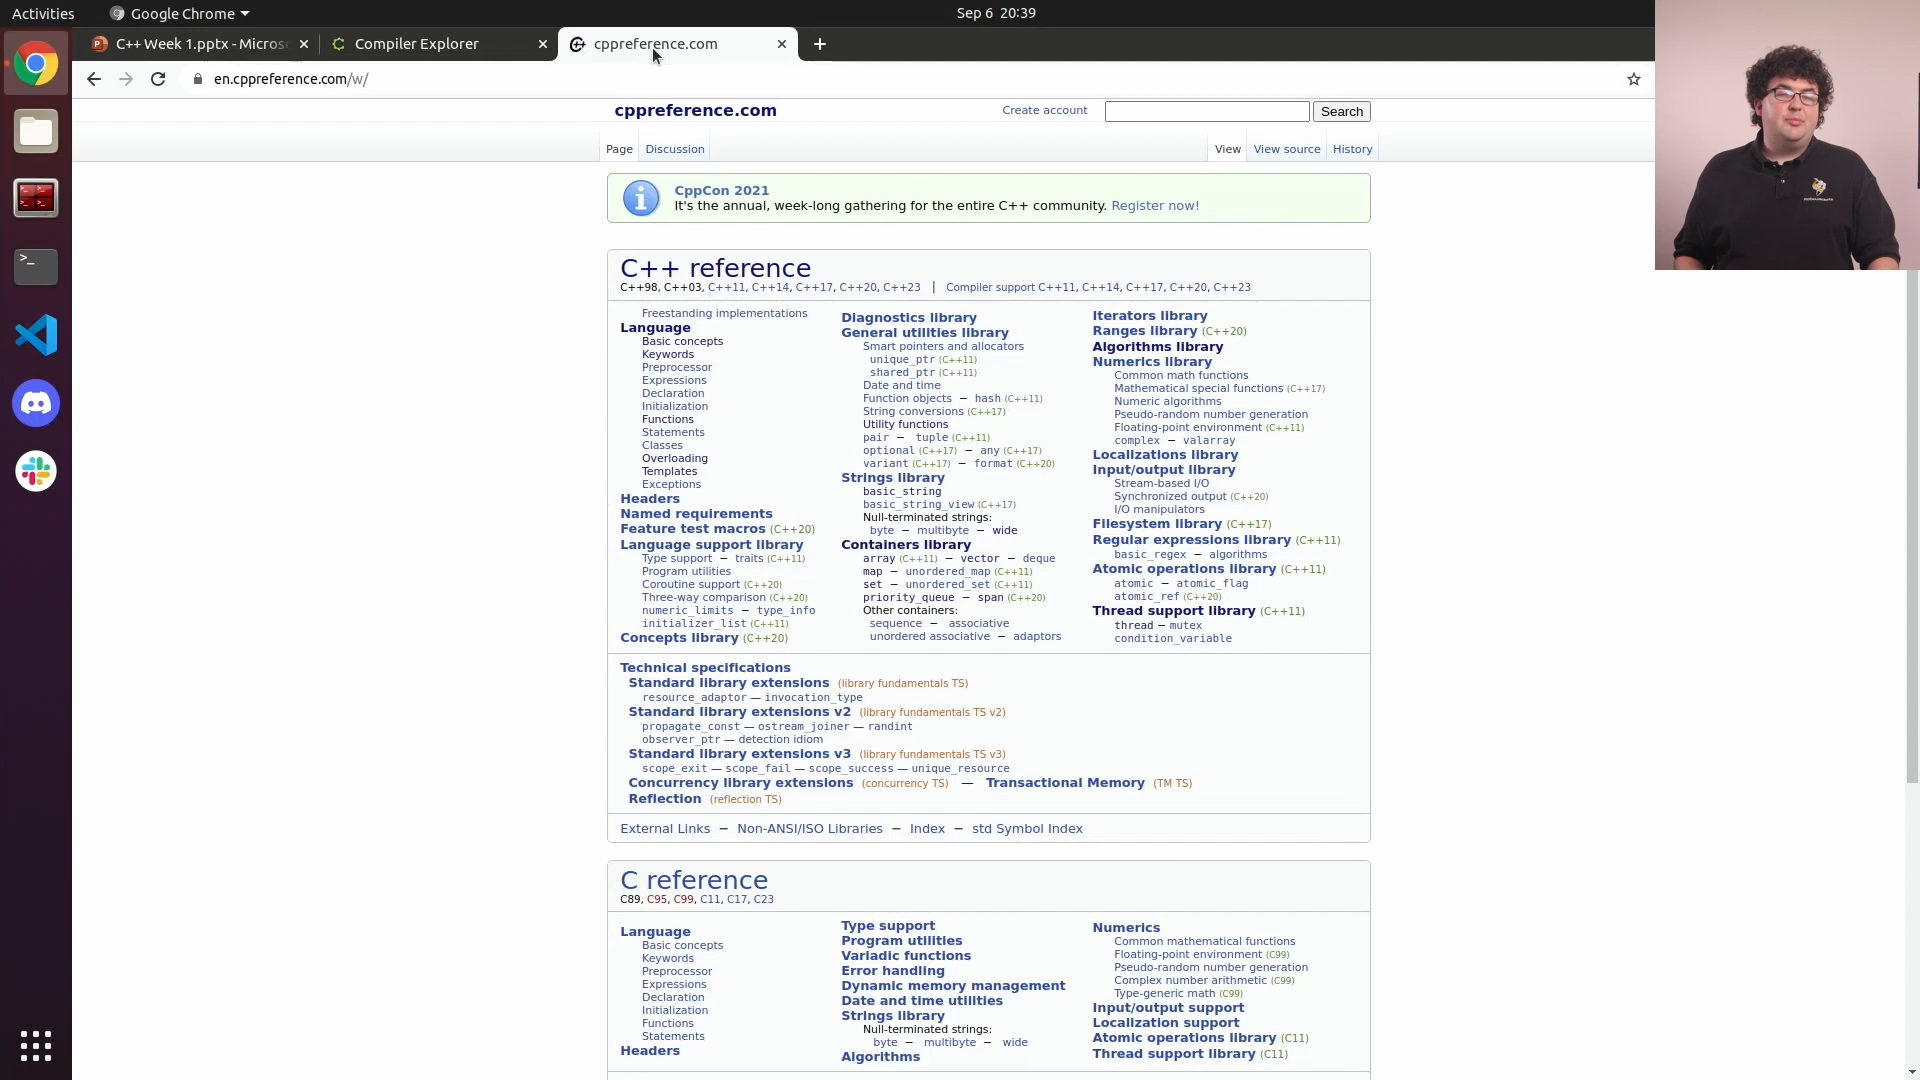 Activities
Google Chrome
Sep 6 20:39
C++ Week 1.pptx - Micros
Compiler Explorer
cppreference.com
en.cppreference.com/w/
cppreference.com
Create account
Search
Page
Discussion
View
View source
History
CppCon 2021
It's the annual, week-long gathering for the entire C++ community. Register now!
C++ reference
C++98, C++03, C++11, C++14, C++17, C++20, C++23 | Compiler support C++11, C++14, C++17, C++20, C++23
Freestanding implementations
Language
Basic concepts
Keywords
Preprocessor
Expressions
Declaration
Initialization
Functions
Statements
Classes
Overloading
Templates
Exceptions
Headers
Named requirements
Feature test macros (C++20)
Language support library
Type support − traits (C++11)
Program utilities
Coroutine support (C++20)
Three-way comparison (C++20)
numeric_limits − type_info
initializer_list (C++11)
Concepts library (C++20)
Diagnostics library
General utilities library
Smart pointers and allocators
unique_ptr (C++11)
shared_ptr (C++11)
Date and time
Function objects − hash (C++11)
String conversions (C++17)
Utility functions
pair − tuple (C++11)
optional (C++17) − any (C++17)
variant (C++17) − format (C++20)
Strings library
basic_string
basic_string_view (C++17)
Null-terminated strings:
byte − multibyte − wide
Containers library
array (C++11) − vector − deque
map − unordered_map (C++11)
set − unordered_set (C++11)
priority_queue − span (C++20)
Other containers:
sequence − associative
unordered associative − adaptors
Iterators library
Ranges library (C++20)
Algorithms library
Numerics library
Common math functions
Mathematical special functions (C++17)
Numeric algorithms
Pseudo-random number generation
Floating-point environment (C++11)
complex − valarray
Localizations library
Input/output library
Stream-based I/O
Synchronized output (C++20)
I/O manipulators
Filesystem library (C++17)
Regular expressions library (C++11)
basic_regex − algorithms
Atomic operations library (C++11)
atomic − atomic_flag
atomic_ref (C++20)
Thread support library (C++11)
thread − mutex
condition_variable
Technical specifications
Standard library extensions (library fundamentals TS)
resource_adaptor — invocation_type
Standard library extensions v2 (library fundamentals TS v2)
propagate_const — ostream_joiner — randint
observer_ptr — detection idiom
Standard library extensions v3 (library fundamentals TS v3)
scope_exit — scope_fail — scope_success — unique_resource
Concurrency library extensions (concurrency TS) — Transactional Memory (TM TS)
Reflection (reflection TS)
External Links − Non-ANSI/ISO Libraries − Index − std Symbol Index
C reference
C89, C95, C99, C11, C17, C23
Language
Basic concepts
Keywords
Preprocessor
Expressions
Declaration
Initialization
Functions
Statements
Headers
Type support
Program utilities
Variadic functions
Error handling
Dynamic memory management
Date and time utilities
Strings library
Null-terminated strings:
byte − multibyte − wide
Algorithms
Numerics
Common mathematical functions
Floating-point environment (C99)
Pseudo-random number generation
Complex number arithmetic (C99)
Type-generic math (C99)
Input/output support
Localization support
Atomic operations library (C11)
Thread support library (C11)